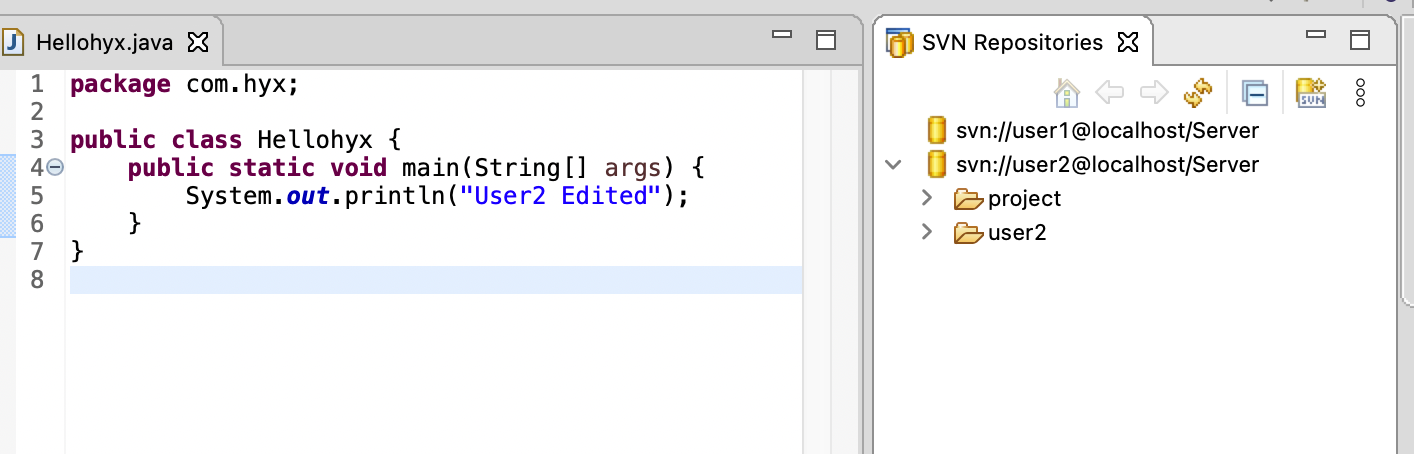 Hellohyx.java
1 package com.hyx;
2
3 public class Hellohyx {
4     public static void main(String[] args) {
5         System.out.println("User2 Edited");
6     }
7 }
8
SVN Repositories
SVN
svn://user1@localhost/Server
svn://user2@localhost/Server
project
user2